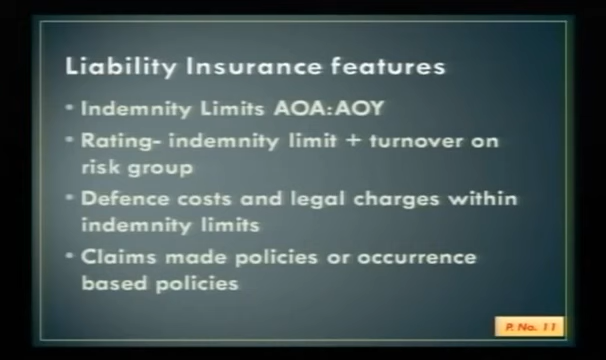 Liability Insurance features
• Indemnity Limits AOA:AOY
• Rating- indemnity limit + turnover on
risk group
• Defence costs and legal charges within
indemnity limits
• Claims made policies or occurrence
based policies
P. No. 11